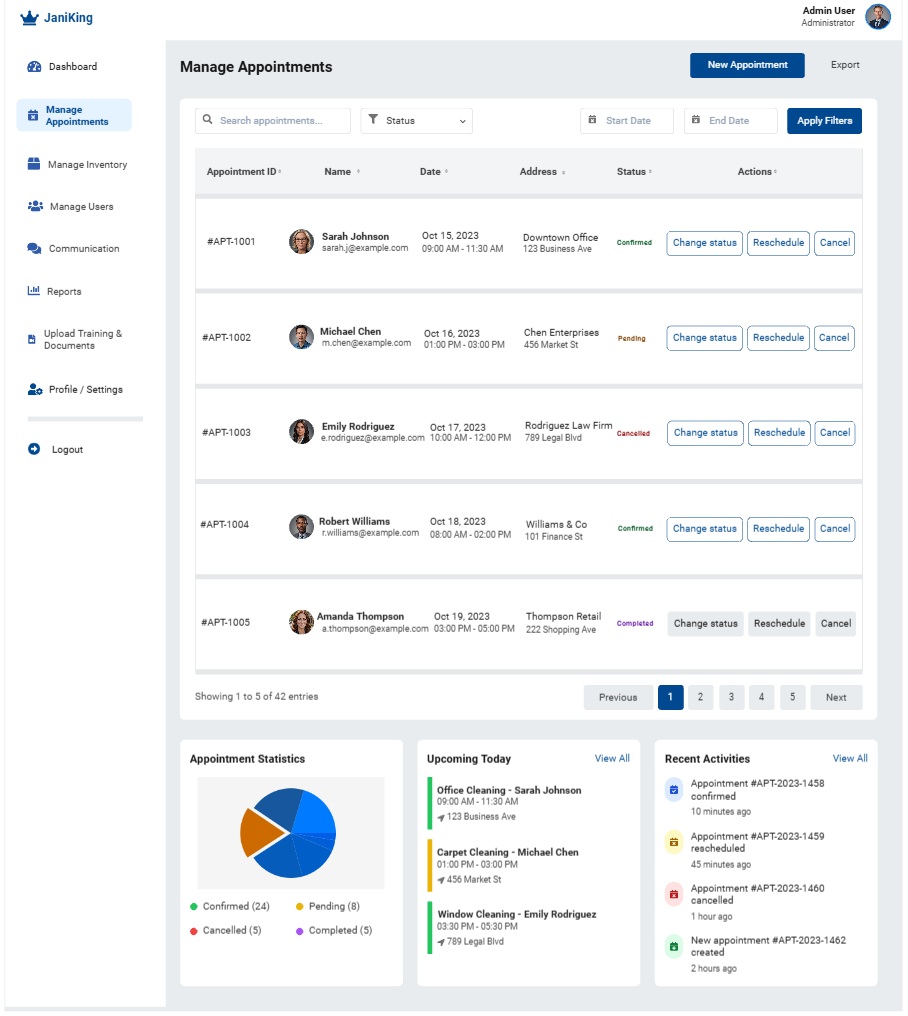 JaniKing
Admin User
Administrator
Dashboard
Manage
Appointments
Manage Inventory
Manage Users
Communication
Reports
Upload Training &
Documents
Profile / Settings
Logout
Manage Appointments
New Appointment
Export
Search appointments...
Status
Start Date
End Date
Apply Filters
Appointment ID Name Date Address Status Actions
#APT-1001
Sarah Johnson
sarah.j@example.com
Oct 15, 2023
09:00 AM - 11:30 AM
Downtown Office
123 Business Ave
Confirmed
Change status Reschedule Cancel
#APT-1002
Michael Chen
m.chen@example.com
Oct 16, 2023
01:00 PM - 03:00 PM
Chen Enterprises
456 Market St
Pending
Change status Reschedule Cancel
#APT-1003
Emily Rodriguez
e.rodriguez@example.com
Oct 17, 2023
10:00 AM - 12:00 PM
Rodriguez Law Firm
789 Legal Blvd
Cancelled
Change status Reschedule Cancel
#APT-1004
Robert Williams
r.williams@example.com
Oct 18, 2023
08:00 AM - 02:00 PM
Williams & Co
101 Finance St
Confirmed
Change status Reschedule Cancel
#APT-1005
Amanda Thompson
a.thompson@example.com
Oct 19, 2023
03:00 PM - 05:00 PM
Thompson Retail
222 Shopping Ave
Completed
Change status Reschedule Cancel
Showing 1 to 5 of 42 entries
Previous 1 2 3 4 5 Next
Appointment Statistics
Confirmed (24) Pending (8)
Cancelled (5) Completed (5)
Upcoming Today View All
Office Cleaning - Sarah Johnson
09:00 AM - 11:30 AM
123 Business Ave
Carpet Cleaning - Michael Chen
01:00 PM - 03:00 PM
456 Market St
Window Cleaning - Emily Rodriguez
03:30 PM - 05:30 PM
789 Legal Blvd
Recent Activities View All
Appointment #APT-2023-1458
confirmed
10 minutes ago
Appointment #APT-2023-1459
rescheduled
45 minutes ago
Appointment #APT-2023-1460
cancelled
1 hour ago
New appointment #APT-2023-1462
created
2 hours ago